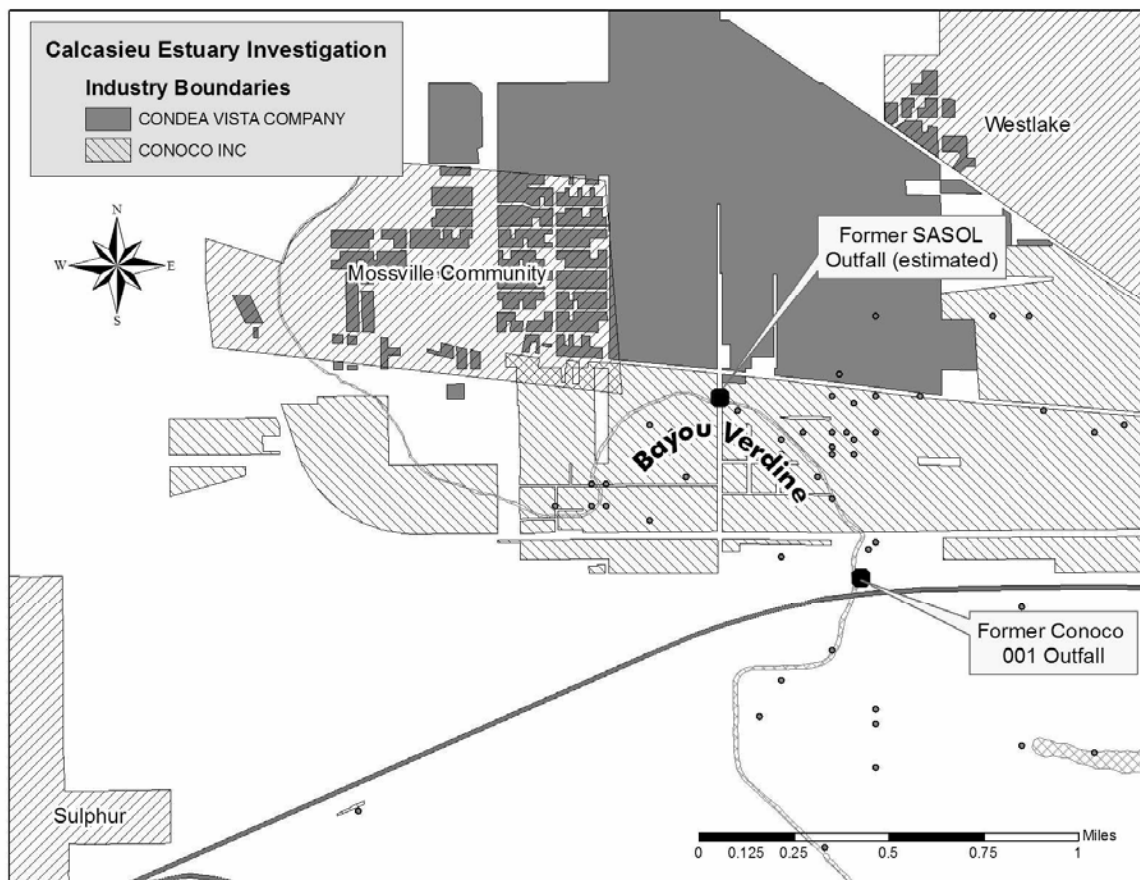 Calcasieu Estuary Investigation
Industry Boundaries
CONDEA VISTA COMPANY
CONOCO INC
Westlake
N
W E
S
Former SASOL
Outfall (estimated)
Mossville Community
Bayou Verdine
Former Conoco
001 Outfall
Sulphur
Miles
0 0.125 0.25 0.5 0.75 1